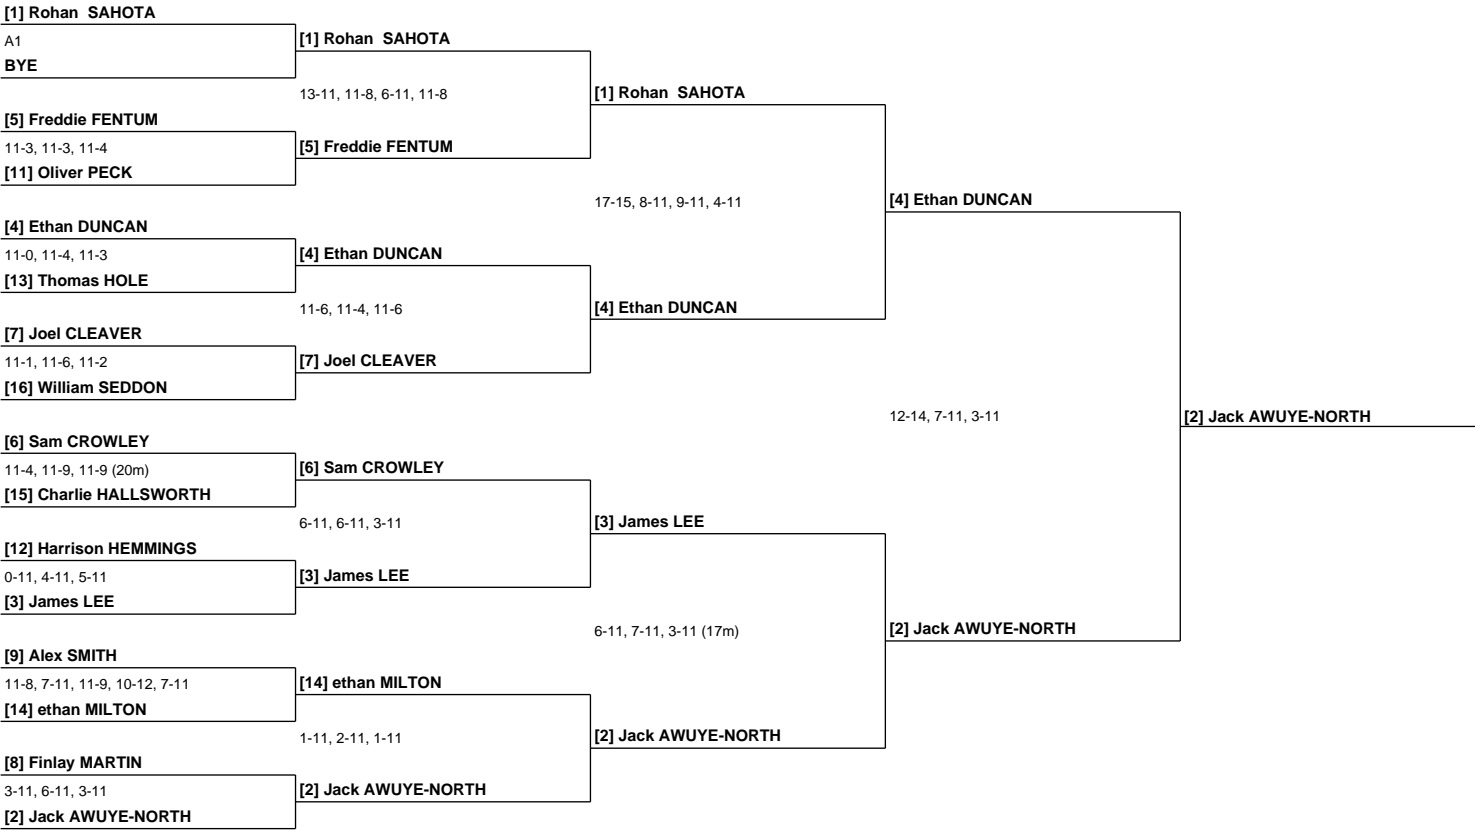 [1] Rohan  SAHOTA
A1
BYE
[5] Freddie FENTUM
11-3, 11-3, 11-4
[11] Oliver PECK
[4] Ethan DUNCAN
11-0, 11-4, 11-3
[13] Thomas HOLE
[7] Joel CLEAVER
11-1, 11-6, 11-2
[16] William SEDDON
[6] Sam CROWLEY
11-4, 11-9, 11-9 (20m)
[15] Charlie HALLSWORTH
[12] Harrison HEMMINGS
0-11, 4-11, 5-11
[3] James LEE
[9] Alex SMITH
11-8, 7-11, 11-9, 10-12, 7-11
[14] ethan MILTON
[8] Finlay MARTIN
3-11, 6-11, 3-11
[2] Jack AWUYE-NORTH
[1] Rohan  SAHOTA
13-11, 11-8, 6-11, 11-8
[5] Freddie FENTUM
[4] Ethan DUNCAN
11-6, 11-4, 11-6
[7] Joel CLEAVER
[6] Sam CROWLEY
6-11, 6-11, 3-11
[3] James LEE
[14] ethan MILTON
1-11, 2-11, 1-11
[2] Jack AWUYE-NORTH
[1] Rohan  SAHOTA
17-15, 8-11, 9-11, 4-11
[4] Ethan DUNCAN
[3] James LEE
6-11, 7-11, 3-11 (17m)
[2] Jack AWUYE-NORTH
[4] Ethan DUNCAN
12-14, 7-11, 3-11
[2] Jack AWUYE-NORTH
[2] Jack AWUYE-NORTH